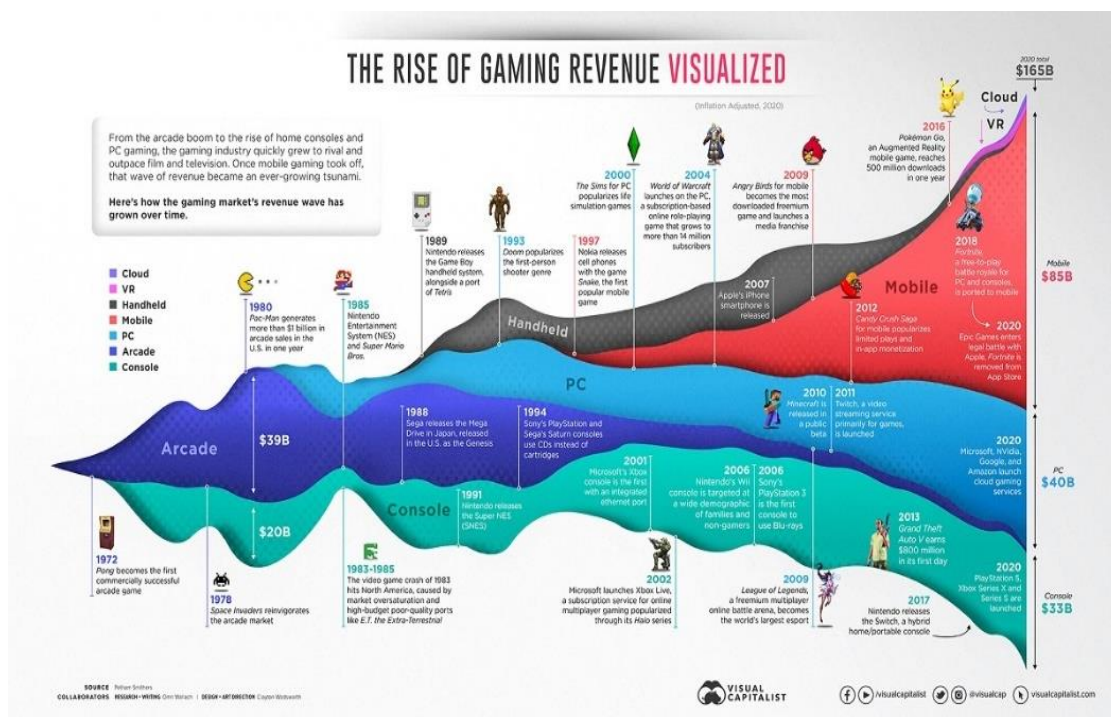 THE RISE OF GAMING REVENUE VISUALIZED
(Inflation Adjusted, 2020)
2020 total
$165B
From the arcade boom to the rise of home consoles and
PC gaming, the gaming industry quickly grew to rival and
outpace film and television. Once mobile gaming took off,
that wave of revenue became an ever-growing tsunami.
Here's how the gaming market's revenue wave has
grown over time.
Cloud
VR
Handheld
Mobile
PC
Arcade
Console
1980
Pac-Man generates
more than $1 billion in
arcade sales in the
U.S. in one year
1985
Nintendo
Entertainment
System (NES)
and Super Mario
Bros.
1989
Nintendo releases
the Game Boy
handheld system,
alongside a port
of Tetris
1993
Doom popularizes
the first-person
shooter genre
1997
Nokia releases
cell phones
with the game
Snake, the first
popular mobile
game
2000
The Sims for PC
popularizes life
simulation games
2004
World of Warcraft
launches on the PC,
a subscription-based
online role-playing
game that grows to
more than 14 million
subscribers
2009
Angry Birds for mobile
becomes the most
downloaded freemium
game and launches a
media franchise
2016
Pokémon Go,
an Augmented Reality
mobile game, reaches
500 million downloads
in one year
Cloud
VR
2007
Apple's iPhone
smartphone is
released
2012
Candy Crush Saga
for mobile popularizes
limited plays and
in-app monetization
Mobile
2018
Fortnite,
a free-to-play
battle royale for
PC and consoles,
is ported to mobile
2020
Epic Games enters
legal battle with
Apple, Fortnite is
removed from
App Store
Mobile
$85B
Handheld
PC
Arcade
$39B
1988
Sega releases the Mega
Drive in Japan, released
in the U.S. as the Genesis
1994
Sony's PlayStation and
Sega's Saturn consoles
use CDs instead of
cartridges
2010
Minecraft is
released in
a public
beta
2011
Twitch, a video
streaming service
primarily for games,
is launched
2020
Microsoft, NVidia,
Google, and
Amazon launch
cloud gaming
services
PC
$40B
Console
$20B
1991
Nintendo releases
the Super NES
(SNES)
2001
Microsoft's Xbox
console is the first
with an integrated
ethernet port
2006
Nintendo's Wii
console is targeted at
a wide demographic
of families and
non-gamers
2006
Sony's
PlayStation 3
is the first
console to
use Blu-rays
2013
Grand Theft
Auto V earns
$800 million
in its first day
2020
PlayStation 5,
Xbox Series X and
Series S are
launched
Console
$33B
1972
Pong becomes the first
commercially successful
arcade game
1978
Space Invaders reinvigorates
the arcade market
1983-1985
The video game crash of 1983
hits North America, caused by
market oversaturation and
high-budget poor-quality ports
like E.T. the Extra-Terrestrial
2002
Microsoft launches Xbox Live,
a subscription service for online
multiplayer gaming popularized
through its Halo series
2009
League of Legends,
a freemium multiplayer
online battle arena, becomes
the world's largest esport
2017
Nintendo releases
the Switch, a hybrid
home/portable console
SOURCE Pelham Smithers
COLLABORATORS RESEARCH + WRITING Omri Wallach | DESIGN + ART DIRECTION Clayton Wadsworth
VISUAL
CAPITALIST
/visualcapitalist
@visualcap
visualcapitalist.com